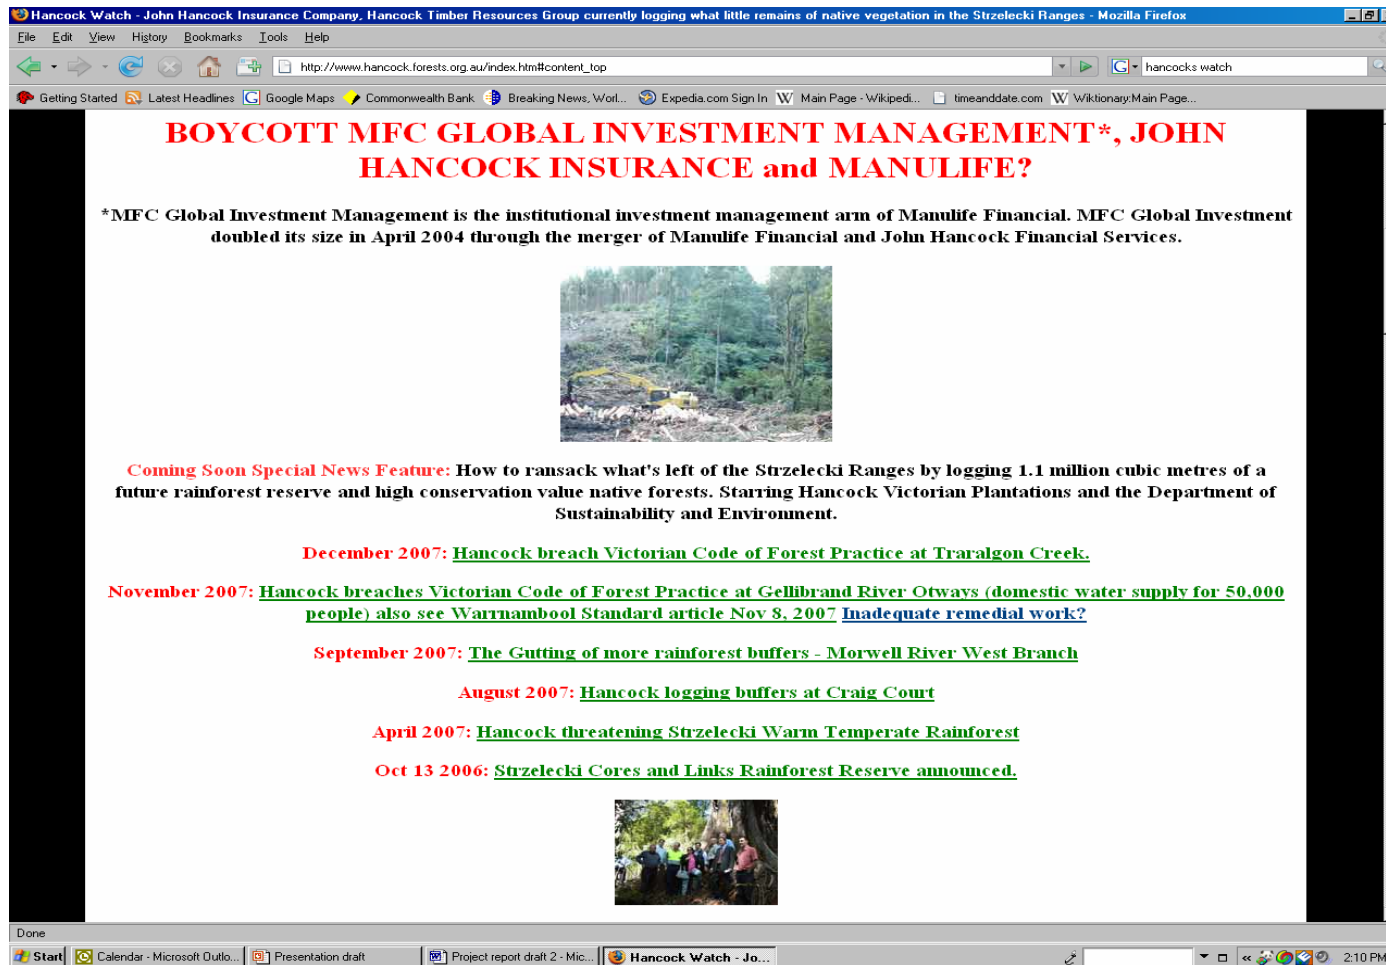 Hancock Watch - John Hancock Insurance Company, Hancock Timber Resources Group currently logging what little remains of native vegetation in the Strzelecki Ranges - Mozilla Firefox
File Edit View History Bookmarks Tools Help
http://www.hancock.forests.org.au/index.htm#content_top
G hancocks watch
Getting Started Latest Headlines G Google Maps Commonwealth Bank Breaking News, Worl... Expedia.com Sign In W Main Page - Wikipedi... timeanddate.com W Wiktionary:Main Page...
BOYCOTT MFC GLOBAL INVESTMENT MANAGEMENT*, JOHN
HANCOCK INSURANCE and MANULIFE?
*MFC Global Investment Management is the institutional investment management arm of Manulife Financial. MFC Global Investment
doubled its size in April 2004 through the merger of Manulife Financial and John Hancock Financial Services.
Coming Soon Special News Feature: How to ransack what's left of the Strzelecki Ranges by logging 1.1 million cubic metres of a
future rainforest reserve and high conservation value native forests. Starring Hancock Victorian Plantations and the Department of
Sustainability and Environment.
December 2007: Hancock breach Victorian Code of Forest Practice at Traralgon Creek.
November 2007: Hancock breaches Victorian Code of Forest Practice at Gellibrand River Otways (domestic water supply for 50,000
people) also see Warrnambool Standard article Nov 8, 2007 Inadequate remedial work?
September 2007: The Gutting of more rainforest buffers - Morwell River West Branch
August 2007: Hancock logging buffers at Craig Court
April 2007: Hancock threatening Strzelecki Warm Temperate Rainforest
Oct 13 2006: Strzelecki Cores and Links Rainforest Reserve announced.
Done
Start Calendar - Microsoft Outlo... Presentation draft Project report draft 2 - Mic... Hancock Watch - Jo... « 2:10 PM